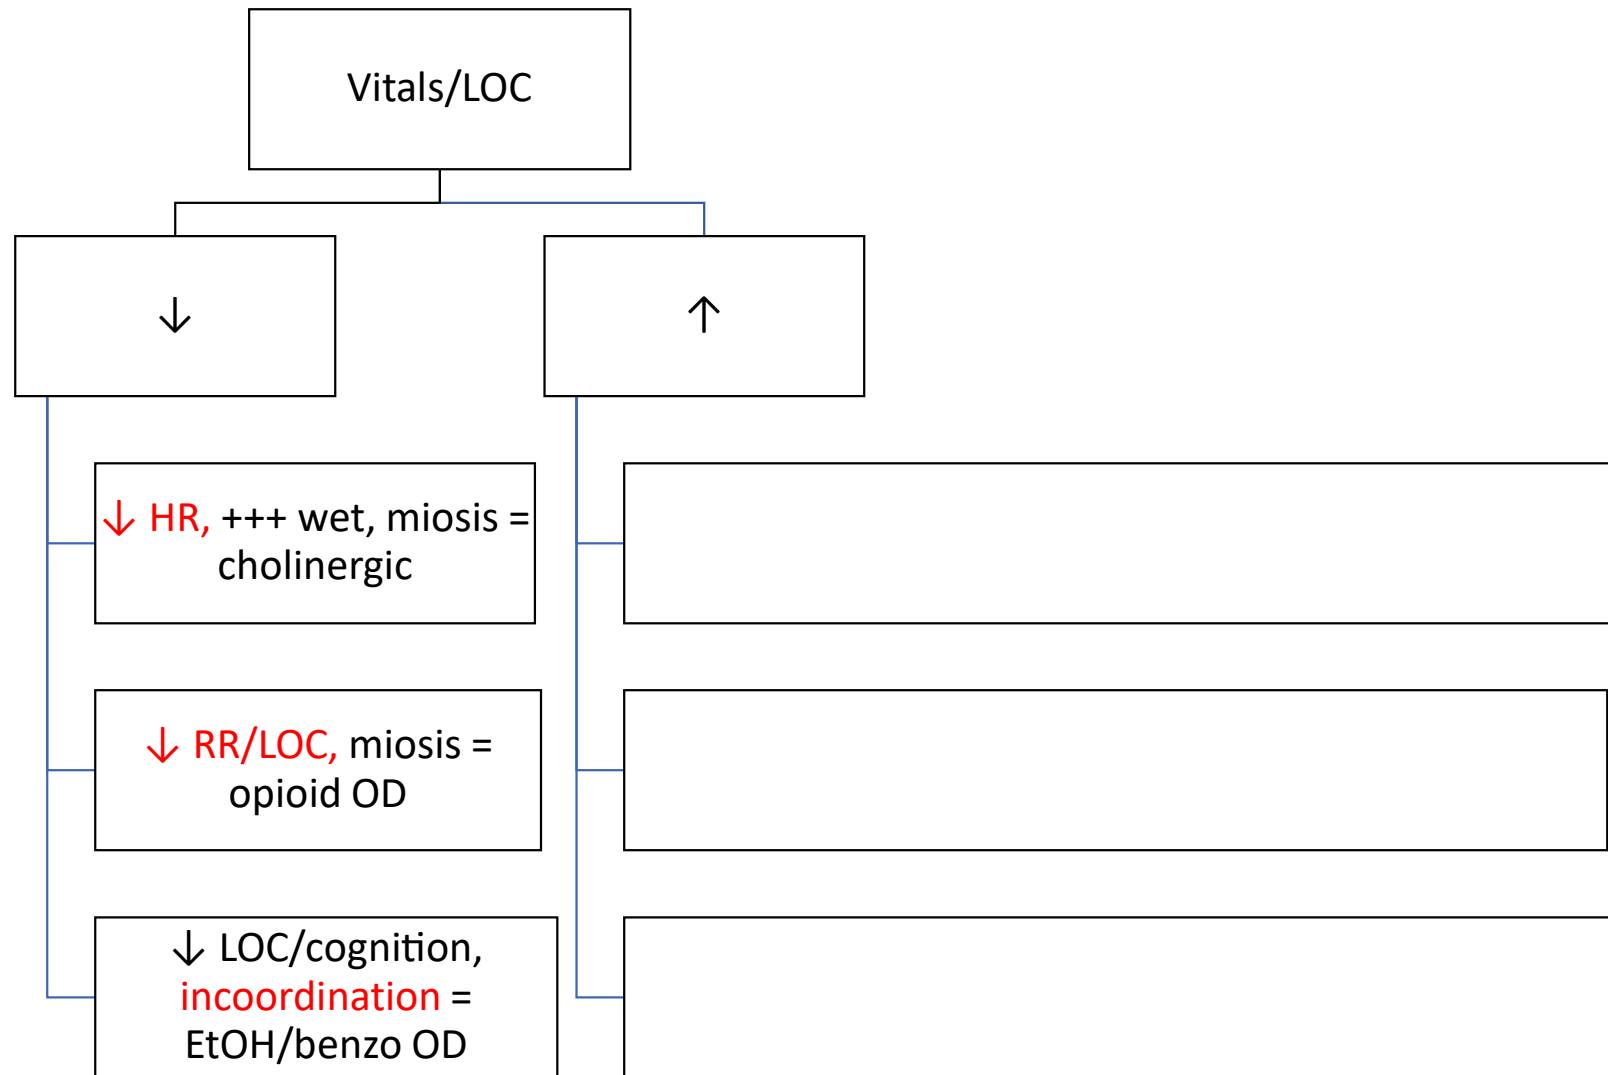 Vitals/LOC
↓
↑
↓ HR, +++ wet, miosis =
cholinergic
↓ RR/LOC, miosis =
opioid OD
↓ LOC/cognition,
incoordination =
EtOH/benzo OD